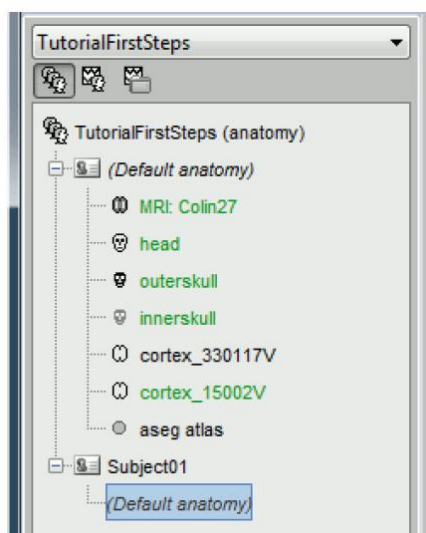 TutorialFirstSteps
TutorialFirstSteps (anatomy)
(Default anatomy)
MRI: Colin27
head
outerskull
innerskull
cortex_330117V
cortex_15002V
aseg atlas
Subject01
(Default anatomy)